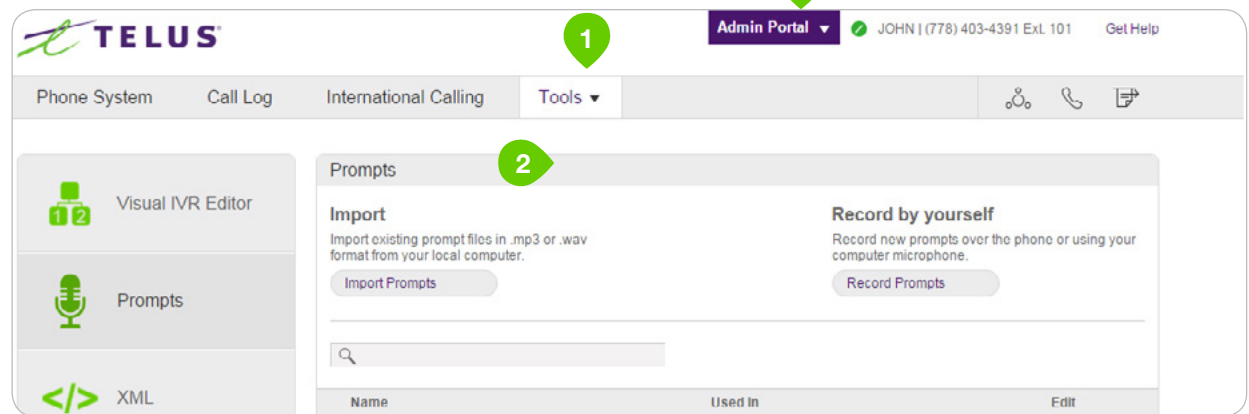 TELUS
1
Admin Portal ▼ JOHN | (778) 403-4391 Ext. 101 Get Help
Phone System Call Log International Calling Tools ▼
Prompts 2
1 2 Visual IVR Editor
Import Record by yourself
Import existing prompt files in .mp3 or .wav Record new prompts over the phone or using your
format from your local computer. computer microphone.
Import Prompts Record Prompts
Prompts
</> XML
Name Used In Edit